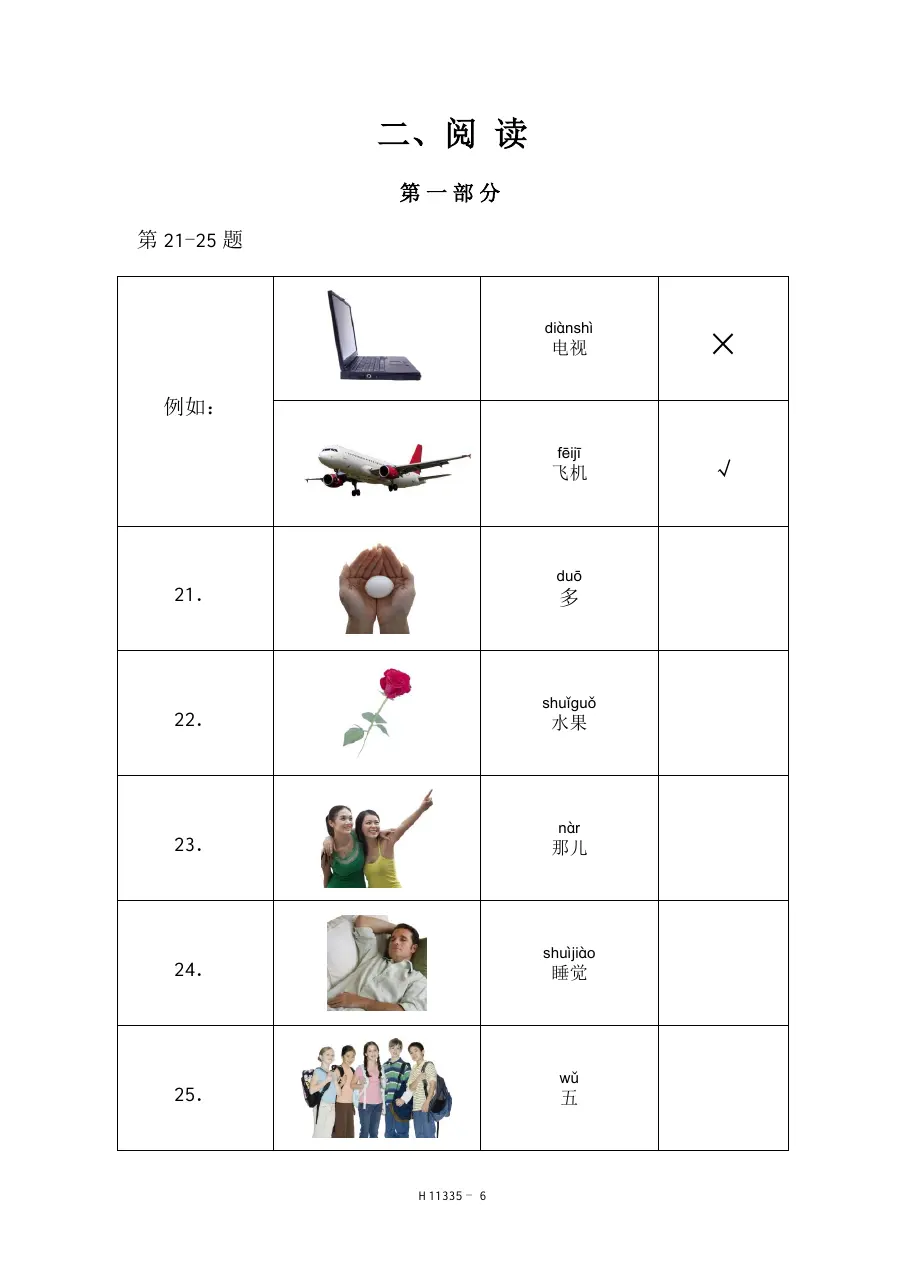 二、阅 读
第 一 部 分
第 21-25 题
例如：
diànshì
电视
×
fēijī
飞机
√
21.
duō
多
22.
shuǐguǒ
水果
23.
nàr
那儿
24.
shuìjiào
睡觉
25.
wǔ
五
H11335- 6